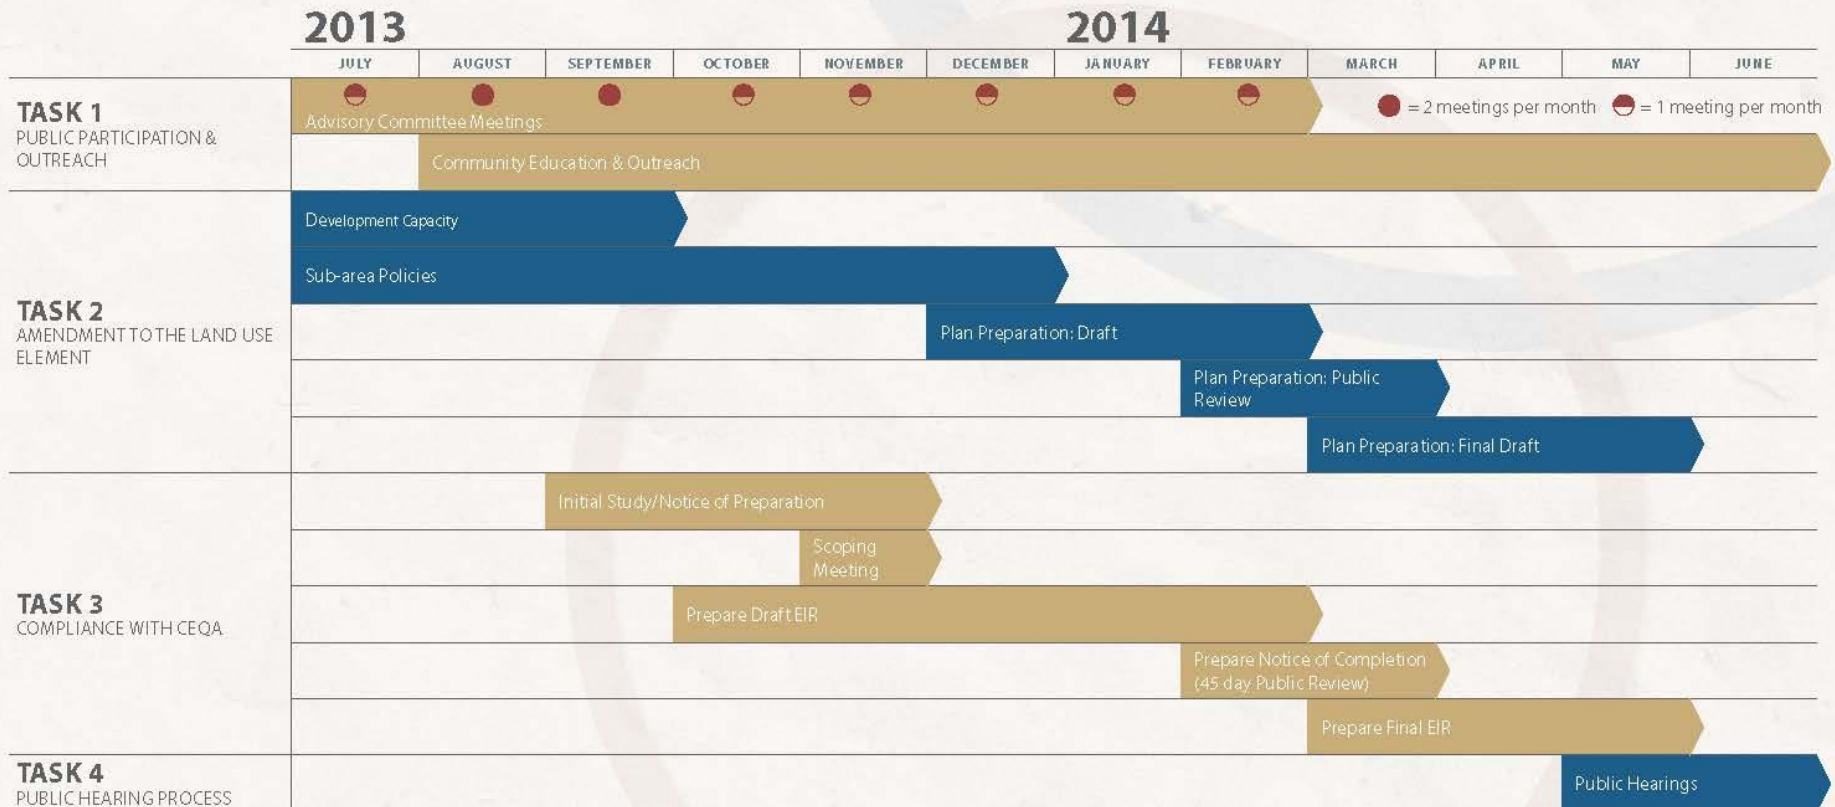 2013
2014
JULY
AUGUST
SEPTEMBER
OCTOBER
NOVEMBER
DECEMBER
JANUARY
FEBRUARY
MARCH
APRIL
MAY
JUNE
TASK 1
PUBLIC PARTICIPATION &
OUTREACH
Advisory Committee Meetings
= 2 meetings per month
= 1 meeting per month
Community Education & Outreach
TASK 2
AMENDMENT TO THE LAND USE
ELEMENT
Development Capacity
Sub-area Policies
Plan Preparation: Draft
Plan Preparation: Public
Review
Plan Preparation: Final Draft
TASK 3
COMPLIANCE WITH CEQA
Initial Study/Notice of Preparation
Scoping
Meeting
Prepare Draft EIR
Prepare Notice of Completion
(45 day Public Review)
Prepare Final EIR
TASK 4
PUBLIC HEARING PROCESS
Public Hearings